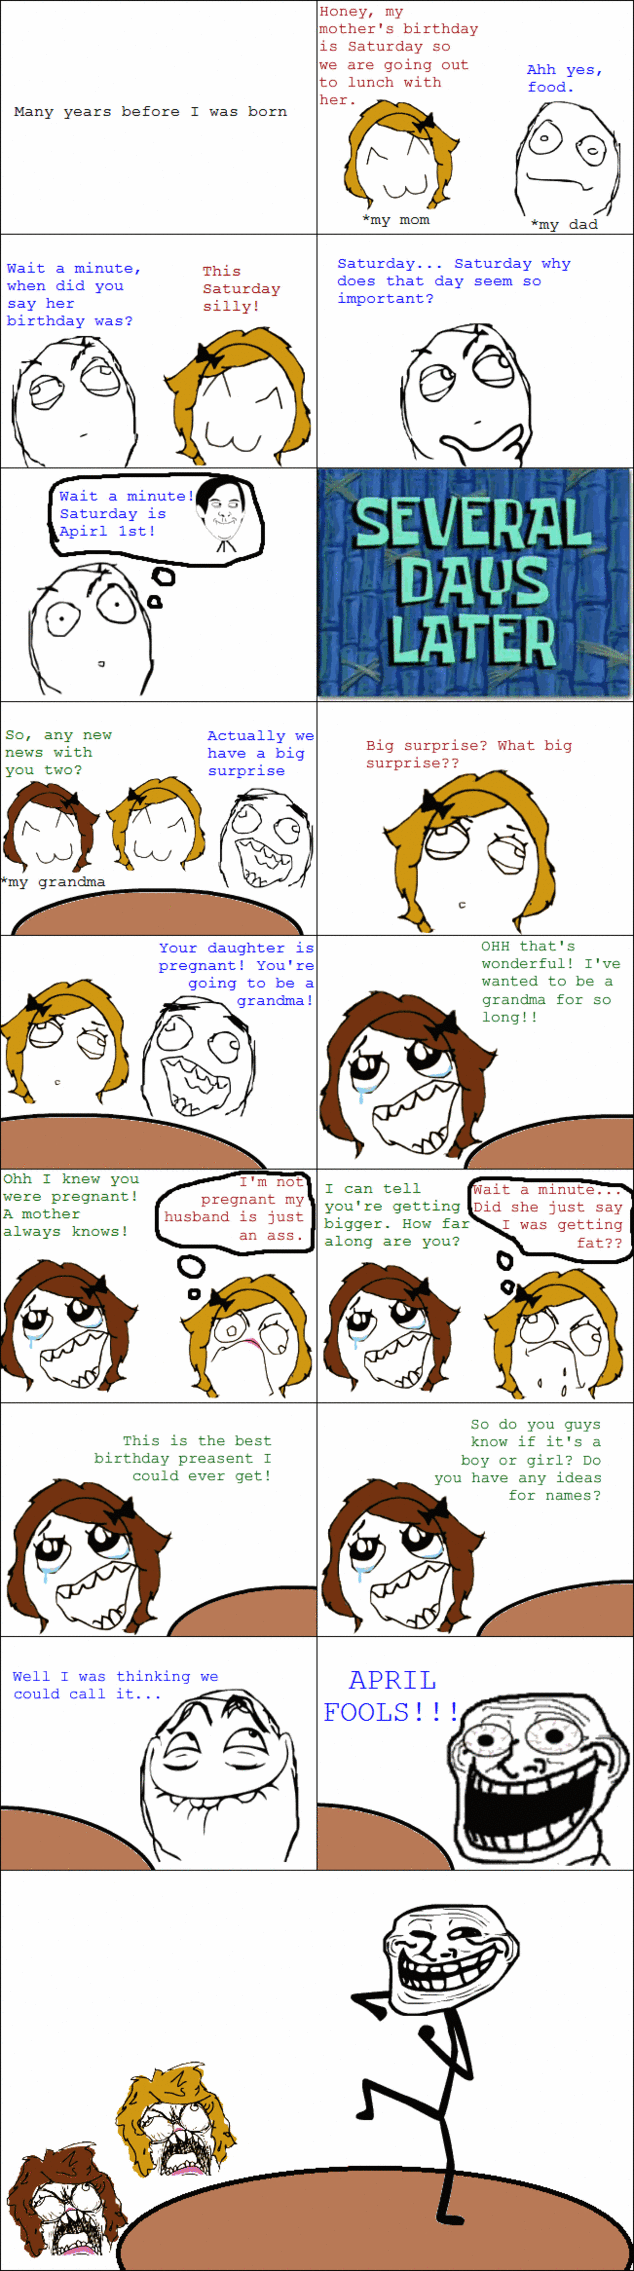 Many years before I was born
Honey, my
mother's birthday
is Saturday so
we are going out
to lunch with
her.
Ahh yes,
food.
*my mom
*my dad
Wait a minute,
when did you
say her
birthday was?
This
Saturday
silly!
Saturday... Saturday why
does that day seem so
important?
Wait a minute!
Saturday is
Apirl 1st!
SEVERAL
DAYS
LATER
So, any new
news with
you two?
Actually we
have a big
surprise
*my grandma
Big surprise? What big
surprise??
Your daughter is
pregnant! You're
going to be a
grandma!
OHH that's
wonderful! I've
wanted to be a
grandma for so
long!!
Ohh I knew you
were pregnant!
A mother
always knows!
I'm not
pregnant my
husband is just
an ass.
I can tell
you're getting
bigger. How far
along are you?
Wait a minute...
Did she just say
I was getting
fat??
This is the best
birthday preasent I
could ever get!
So do you guys
know if it's a
boy or girl? Do
you have any ideas
for names?
Well I was thinking we
could call it...
APRIL
FOOLS!!!